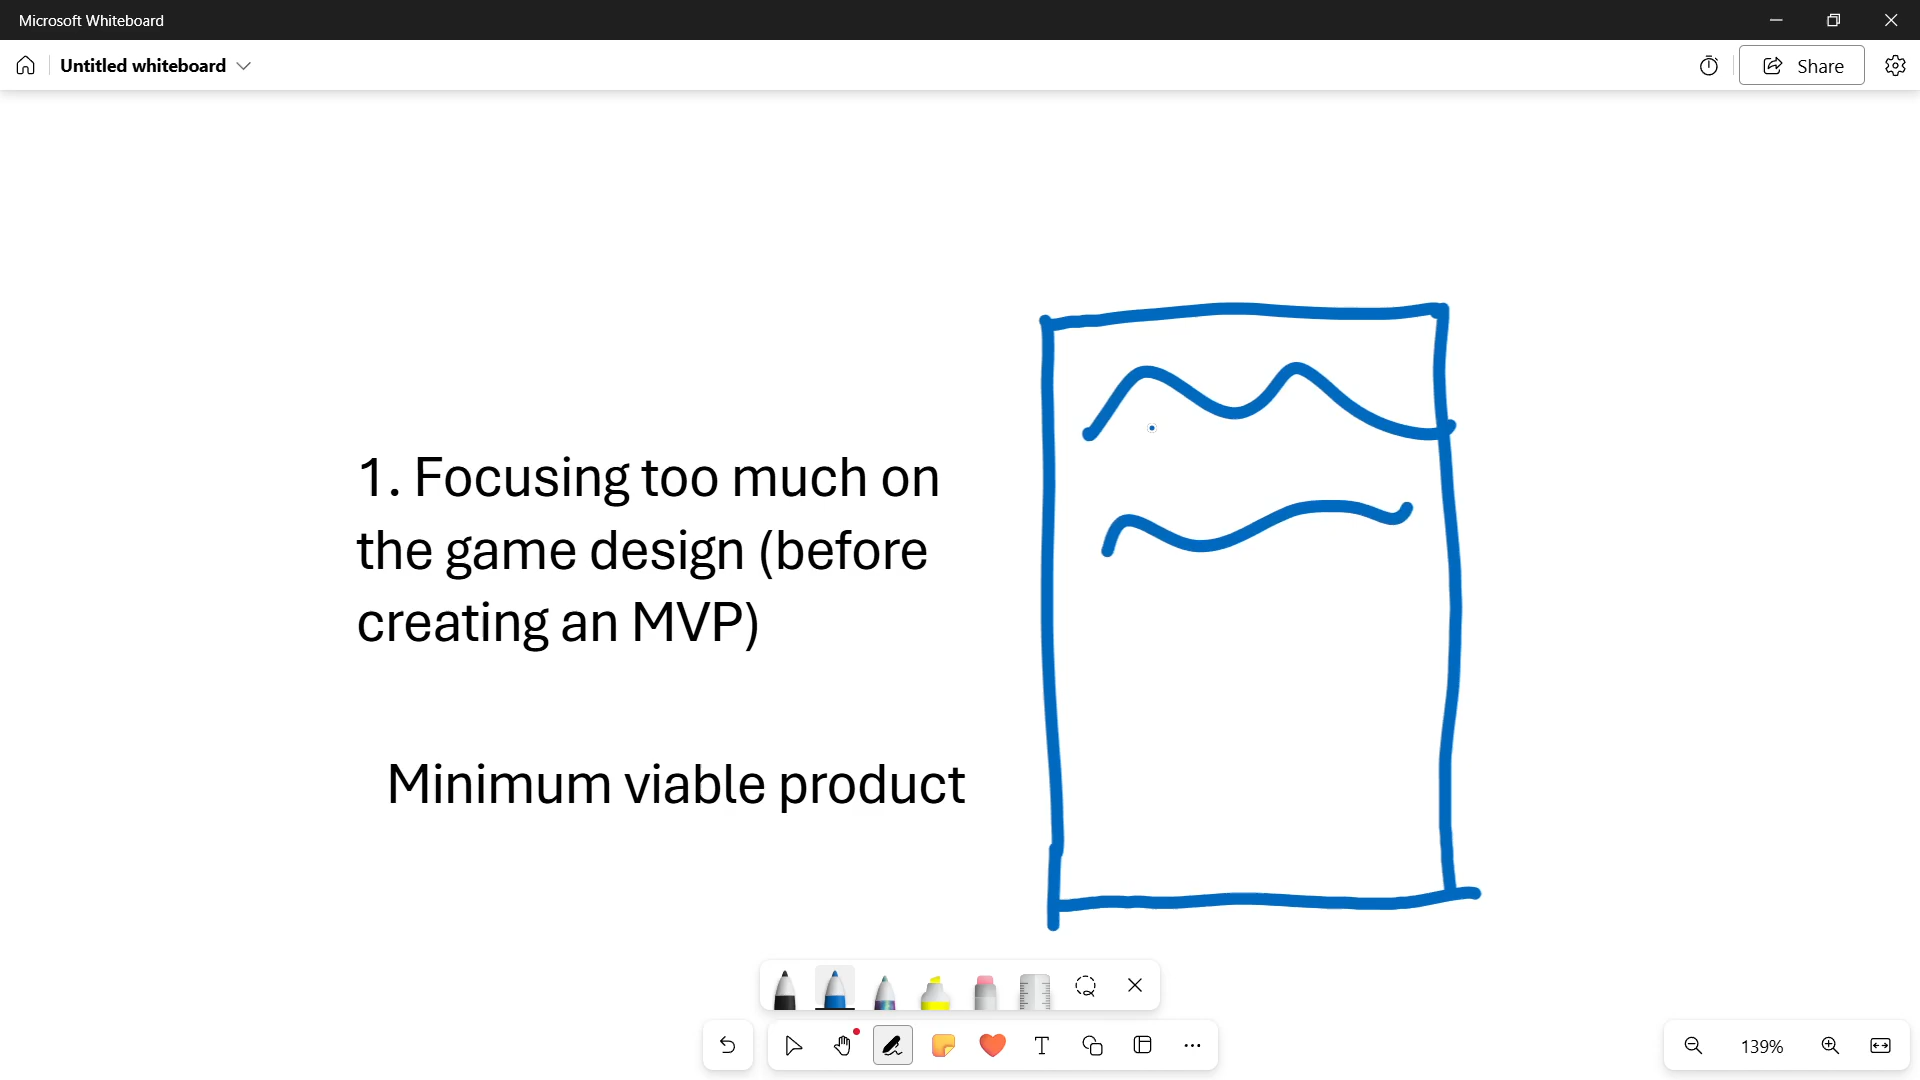 Microsoft Whiteboard
Untitled whiteboard
Share
1. Focusing too much on
the game design (before
creating an MVP)
Minimum viable product
139%